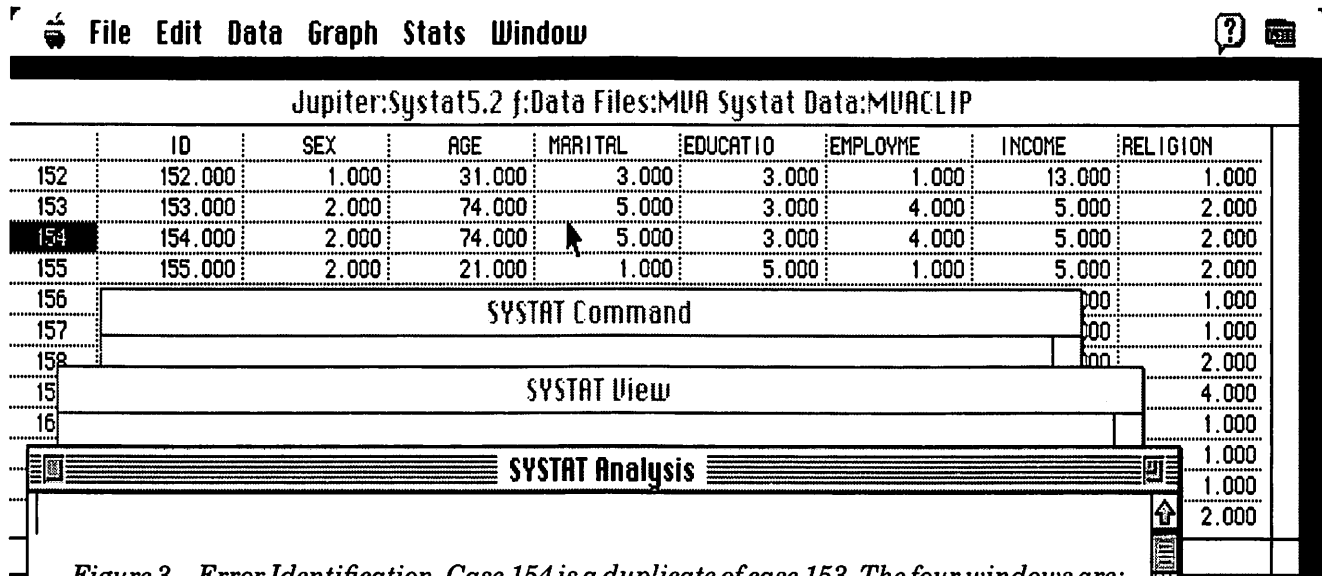 File Edit Data Graph Stats Window
Jupiter:Systat5.2 ƒ:Data Files:MVA Systat Data:MVACLIP
ID SEX AGE MARITAL EDUCATIO EMPLOYME INCOME RELIGION
152 152.000 1.000 31.000 3.000 3.000 1.000 13.000 1.000
153 153.000 2.000 74.000 5.000 3.000 4.000 5.000 2.000
154 154.000 2.000 74.000 5.000 3.000 4.000 5.000 2.000
155 155.000 2.000 21.000 1.000 5.000 1.000 5.000 2.000
156 1.000
SYSTAT Command
157 1.000
158 2.000
SYSTAT View
15 4.000
16 1.000
1.000
SYSTAT Analysis
1.000
2.000
Figure 3. Error Identification. Case 154 is a duplicate of case 153. The four windows are: